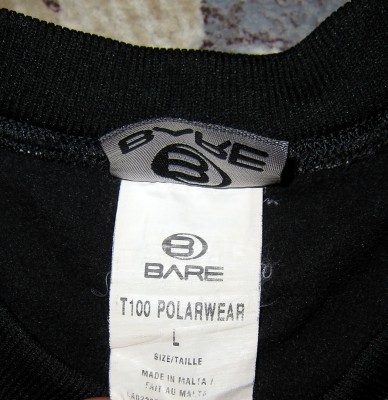 BARE
BARE
T100 POLARWEAR
L
SIZE/TAILLE
MADE IN MALTA /
FAIT AU MALTA